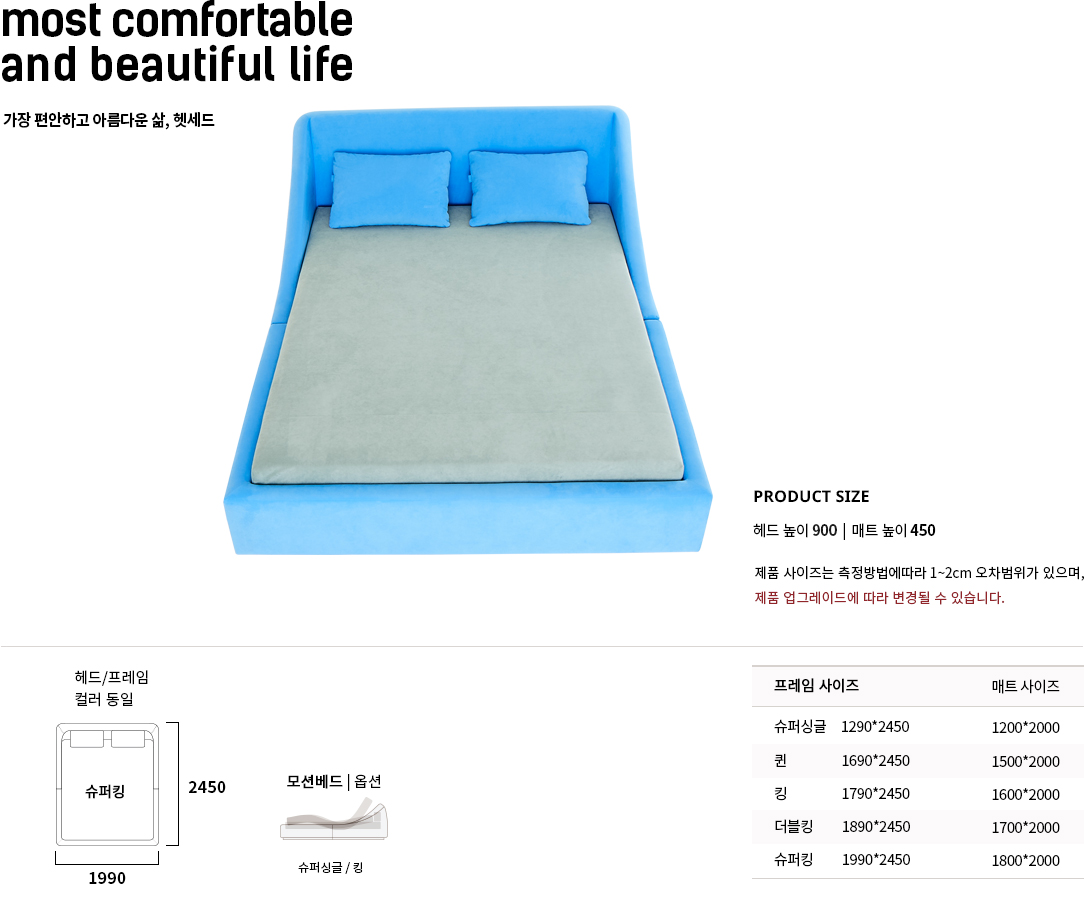 most comfortable
and beautiful life
가장 편안하고 아름다운 삶, 헷세드
PRODUCT SIZE
헤드 높이 900 | 매트 높이 450
제품 사이즈는 측정방법에따라 1~2cm 오차범위가 있으며,
제품 업그레이드에 따라 변경될 수 있습니다.
헤드/프레임
컬러 동일
슈퍼킹
2450
1990
모션베드 | 옵션
슈퍼싱글 / 킹
프레임 사이즈 매트 사이즈
슈퍼싱글 1290*2450 1200*2000
퀸 1690*2450 1500*2000
킹 1790*2450 1600*2000
더블킹 1890*2450 1700*2000
슈퍼킹 1990*2450 1800*2000